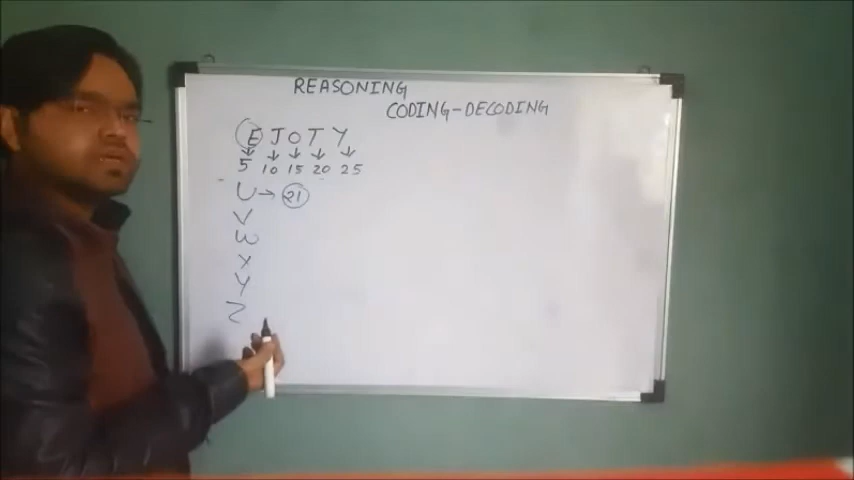 REASONING
CODING-DECODING
E J O T Y
↓ ↓ ↓ ↓ ↓
5 10 15 20 25
U → 21
V
W
X
Y
Z